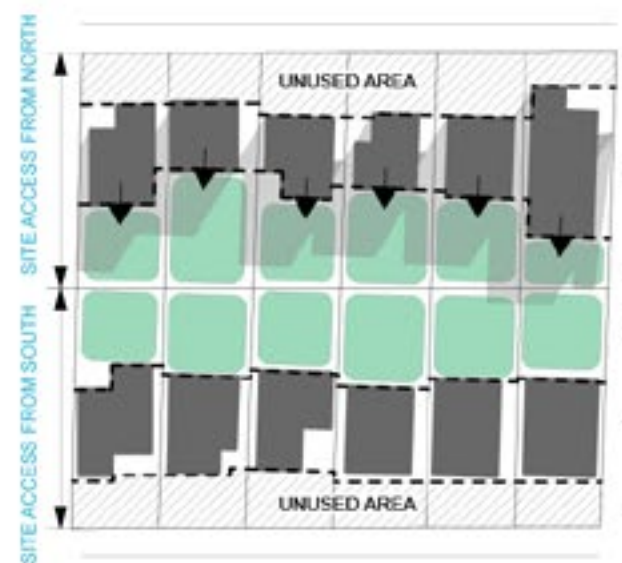 SITE ACCESS FROM NORTH
UNUSED AREA
SITE ACCESS FROM SOUTH
UNUSED AREA